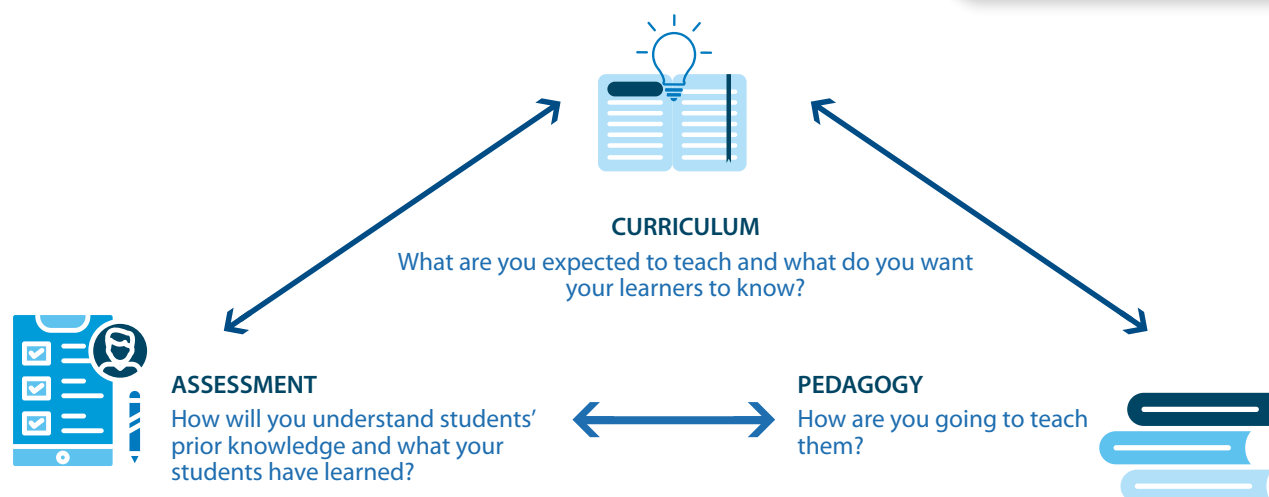 CURRICULUM
What are you expected to teach and what do you want
your learners to know?
ASSESSMENT
How will you understand students’
prior knowledge and what your
students have learned?
PEDAGOGY
How are you going to teach
them?